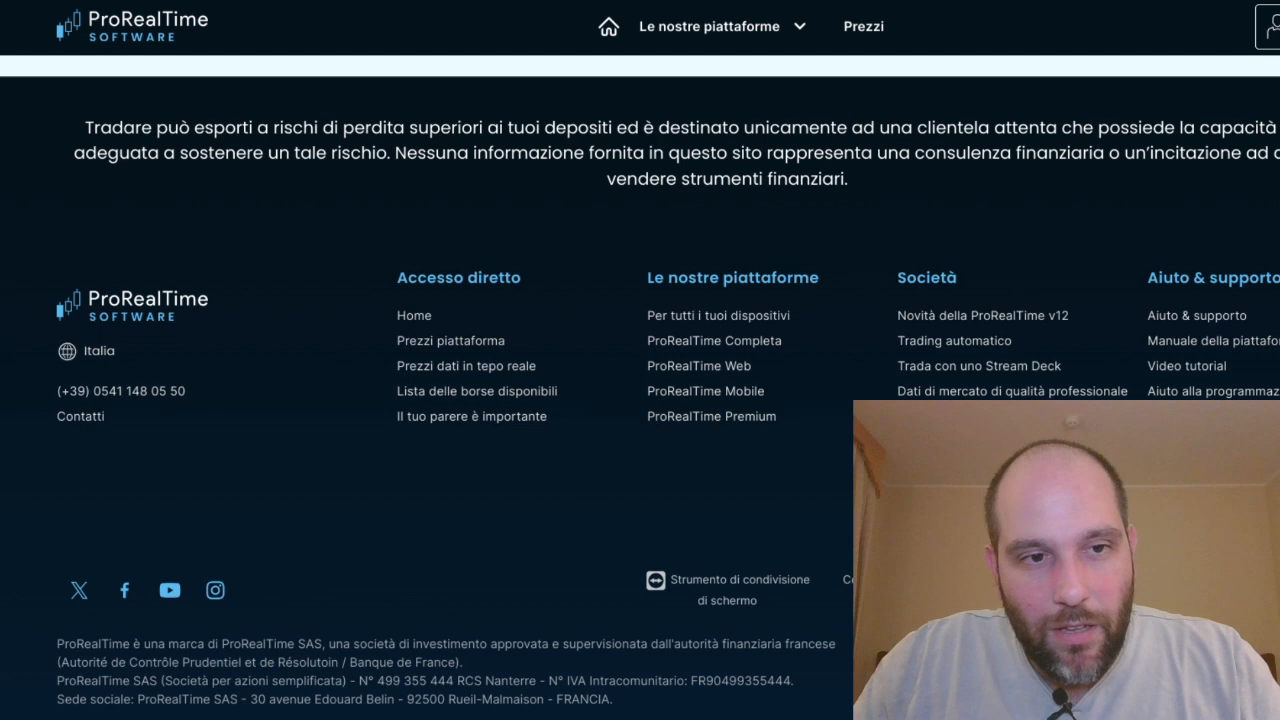 ProRealTime
SOFTWARE
Le nostre piattaforme
Prezzi
Tradare può esporti a rischi di perdita superiori ai tuoi depositi ed è destinato unicamente ad una clientela attenta che possiede la capacità
adeguata a sostenere un tale rischio. Nessuna informazione fornita in questo sito rappresenta una consulenza finanziaria o un'incitazione ad
vendere strumenti finanziari.
ProRealTime
SOFTWARE
Italia
(+39) 0541 148 05 50
Contatti
Accesso diretto
Home
Prezzi piattaforma
Prezzi dati in tepo reale
Lista delle borse disponibili
Il tuo parere è importante
Le nostre piattaforme
Per tutti i tuoi dispositivi
ProRealTime Completa
ProRealTime Web
ProRealTime Mobile
ProRealTime Premium
Società
Novità della ProRealTime v12
Trading automatico
Trada con uno Stream Deck
Dati di mercato di qualità professionale
Aiuto & supporto
Aiuto & supporto
Manuale della
Video tutorial
Aiuto alla
Strumento di condivisione
di schermo
ProRealTime è una marca di ProRealTime SAS, una società di investimento approvata e supervisionata dall'autorità finanziaria francese
(Autorité de Contrôle Prudentiel et de Résolutoin / Banque de France).
ProRealTime SAS (Società per azioni semplificata) - N° 499 355 444 RCS Nanterre - N° IVA Intracomunitario: FR90499355444.
Sede sociale: ProRealTime SAS - 30 avenue Edouard Belin - 92500 Rueil-Malmaison - FRANCIA.